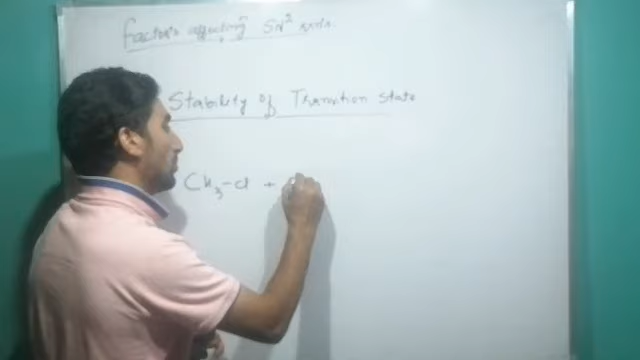 Factors affecting SN² rxn.
Stability of Transition state
CH₃-Cl +